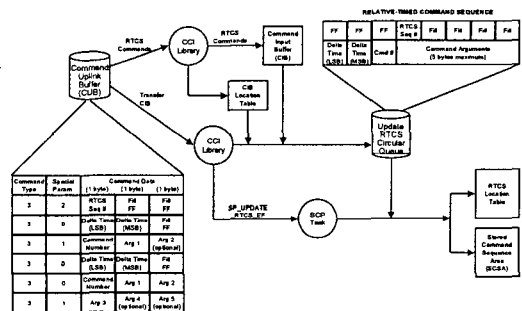 RELATIVE-TIMED COMMAND SEQUENCE
FF FF FF RTCS Seq # Fill Fill Fill Fill
Delta Time (LSB) Delta Time (MSB) Cmd # Command Arguments (5 bytes maximum)
RTCS Commands
CCI Library
RTCS Commands
Command Input Buffer (CIB)
Command Uplink Buffer (CUB)
Transfer CIB
CIB Location Table
CCI Library
Update RTCS Circular Queue
SP_UPDATE_RTCS_EF
SCP Task
RTCS Location Table
Stored Command Sequence Area (SCSA)
Command Type Special Param Command Data
(1 byte) (1 byte) (1 byte)
3 2 RTCS Seq # Fill FF Fill FF
3 0 Delta Time (LSB) Delta Time (MSB) Fill FF
3 1 Command Number Arg 1 Arg 2 (optional)
3 0 Delta Time (LSB) Delta Time (MSB) Fill FF
3 0 Command Number Arg 1 Arg 2
3 1 Arg 3 Arg 4 (optional) Arg 5 (optional)